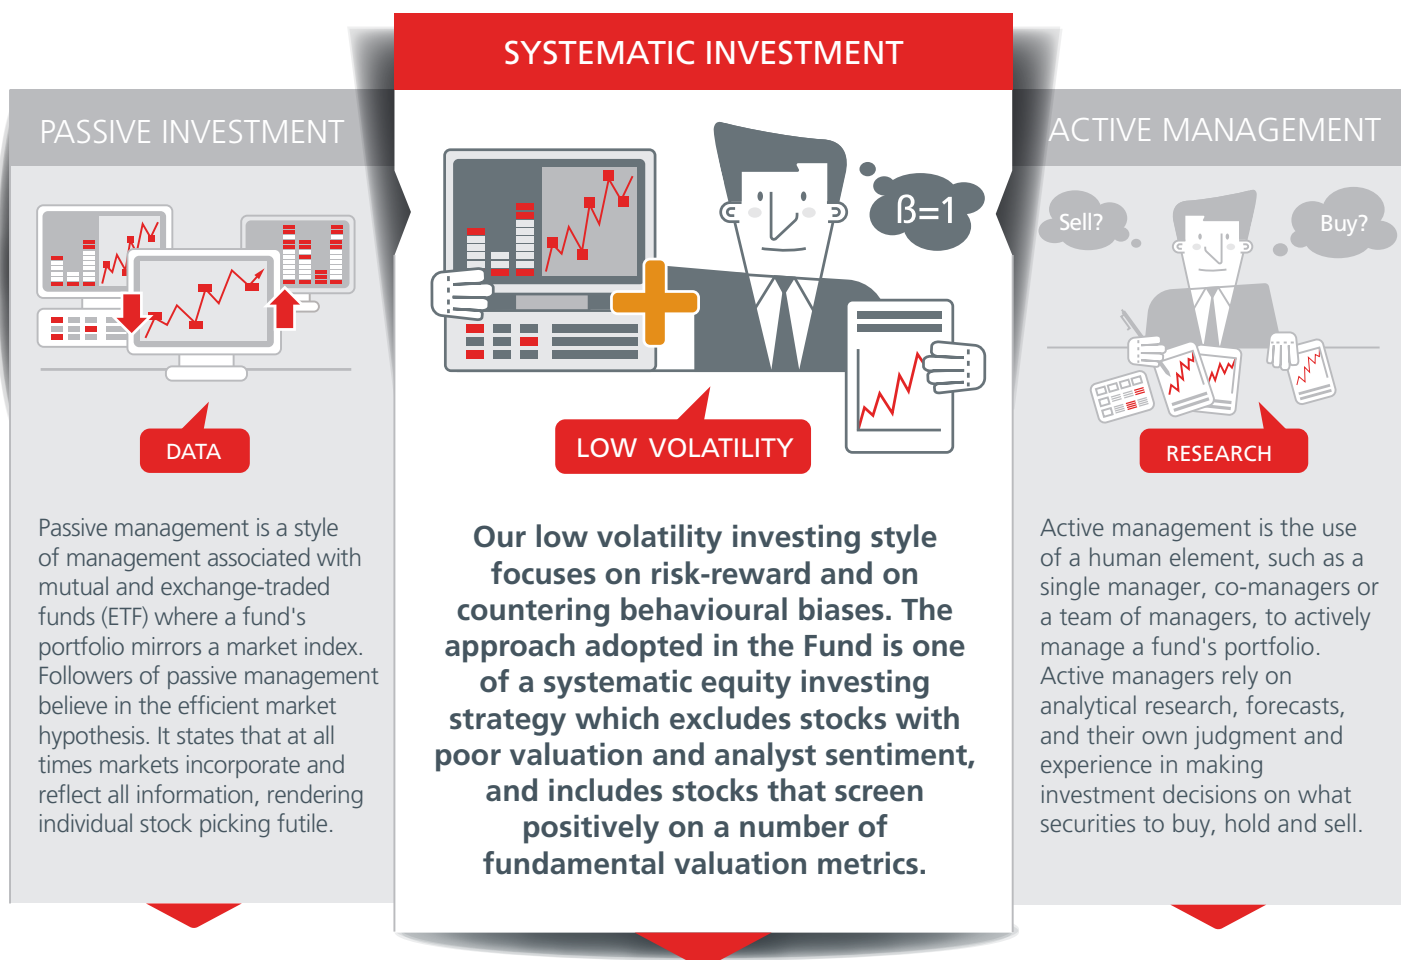 SYSTEMATIC INVESTMENT
PASSIVE INVESTMENT
DATA
Passive management is a style
of management associated with
mutual and exchange-traded
funds (ETF) where a fund's
portfolio mirrors a market index.
Followers of passive management
believe in the efficient market
hypothesis. It states that at all
times markets incorporate and
reflect all information, rendering
individual stock picking futile.
ß=1
LOW VOLATILITY
Our low volatility investing style
focuses on risk-reward and on
countering behavioural biases. The
approach adopted in the Fund is one
of a systematic equity investing
strategy which excludes stocks with
poor valuation and analyst sentiment,
and includes stocks that screen
positively on a number of
fundamental valuation metrics.
ACTIVE MANAGEMENT
Sell?
Buy?
RESEARCH
Active management is the use
of a human element, such as a
single manager, co-managers or
a team of managers, to actively
manage a fund's portfolio.
Active managers rely on
analytical research, forecasts,
and their own judgment and
experience in making
investment decisions on what
securities to buy, hold and sell.